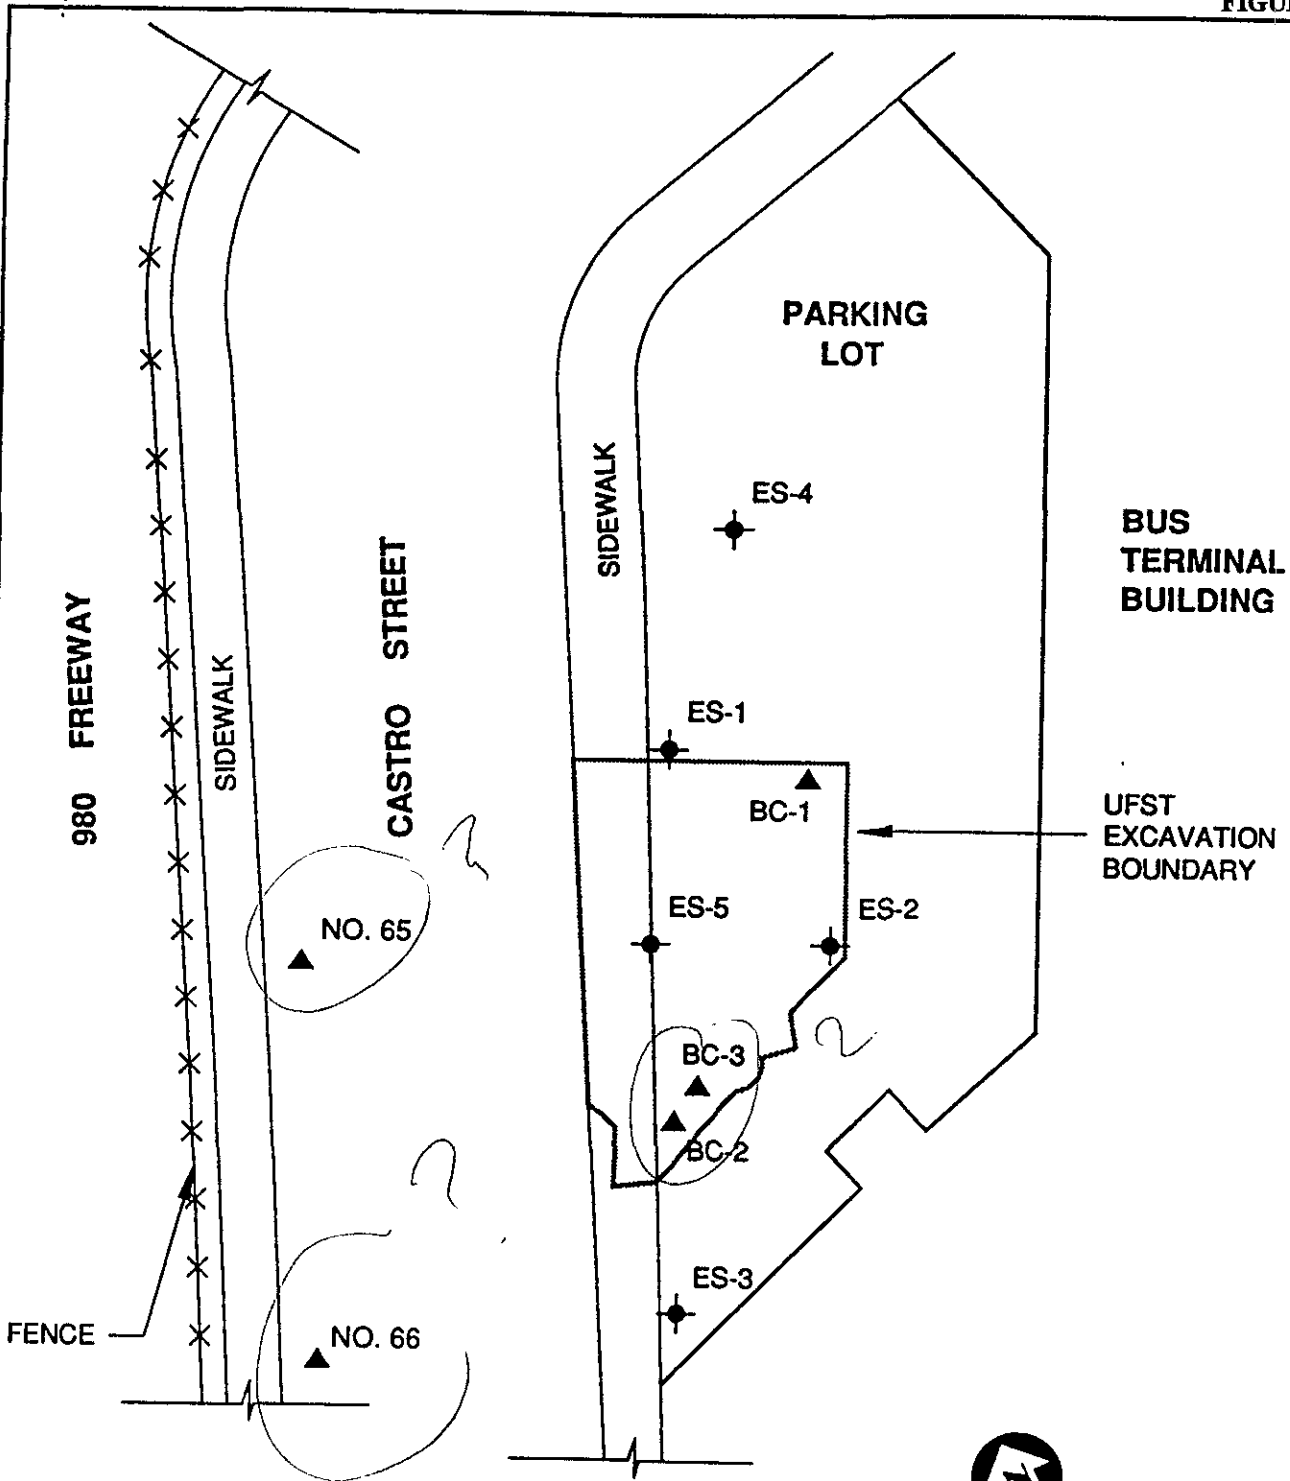 FIGU
PARKING
LOT
SIDEWALK
ES-4
BUS
TERMINAL
BUILDING
980 FREEWAY
SIDEWALK
CASTRO STREET
ES-1
BC-1
UFST
EXCAVATION
BOUNDARY
ES-5
ES-2
NO. 65
?
BC-3
?
BC-2
?
ES-3
FENCE
NO. 66